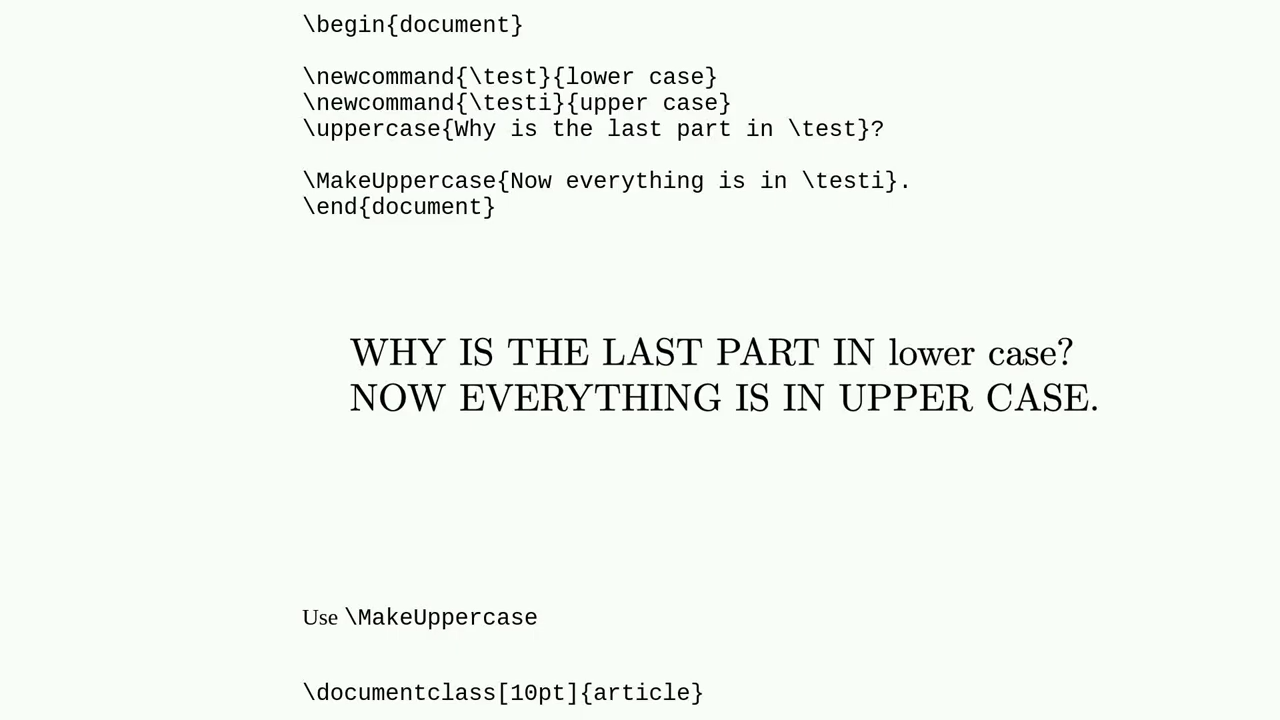 \begin{document}
\newcommand{\test}{lower case}
\newcommand{\testi}{upper case}
\uppercase{Why is the last part in \test}?
\MakeUppercase{Now everything is in \testi}.
\end{document}
WHY IS THE LAST PART IN lower case?
NOW EVERYTHING IS IN UPPER CASE.
Use \MakeUppercase
\documentclass[10pt]{article}